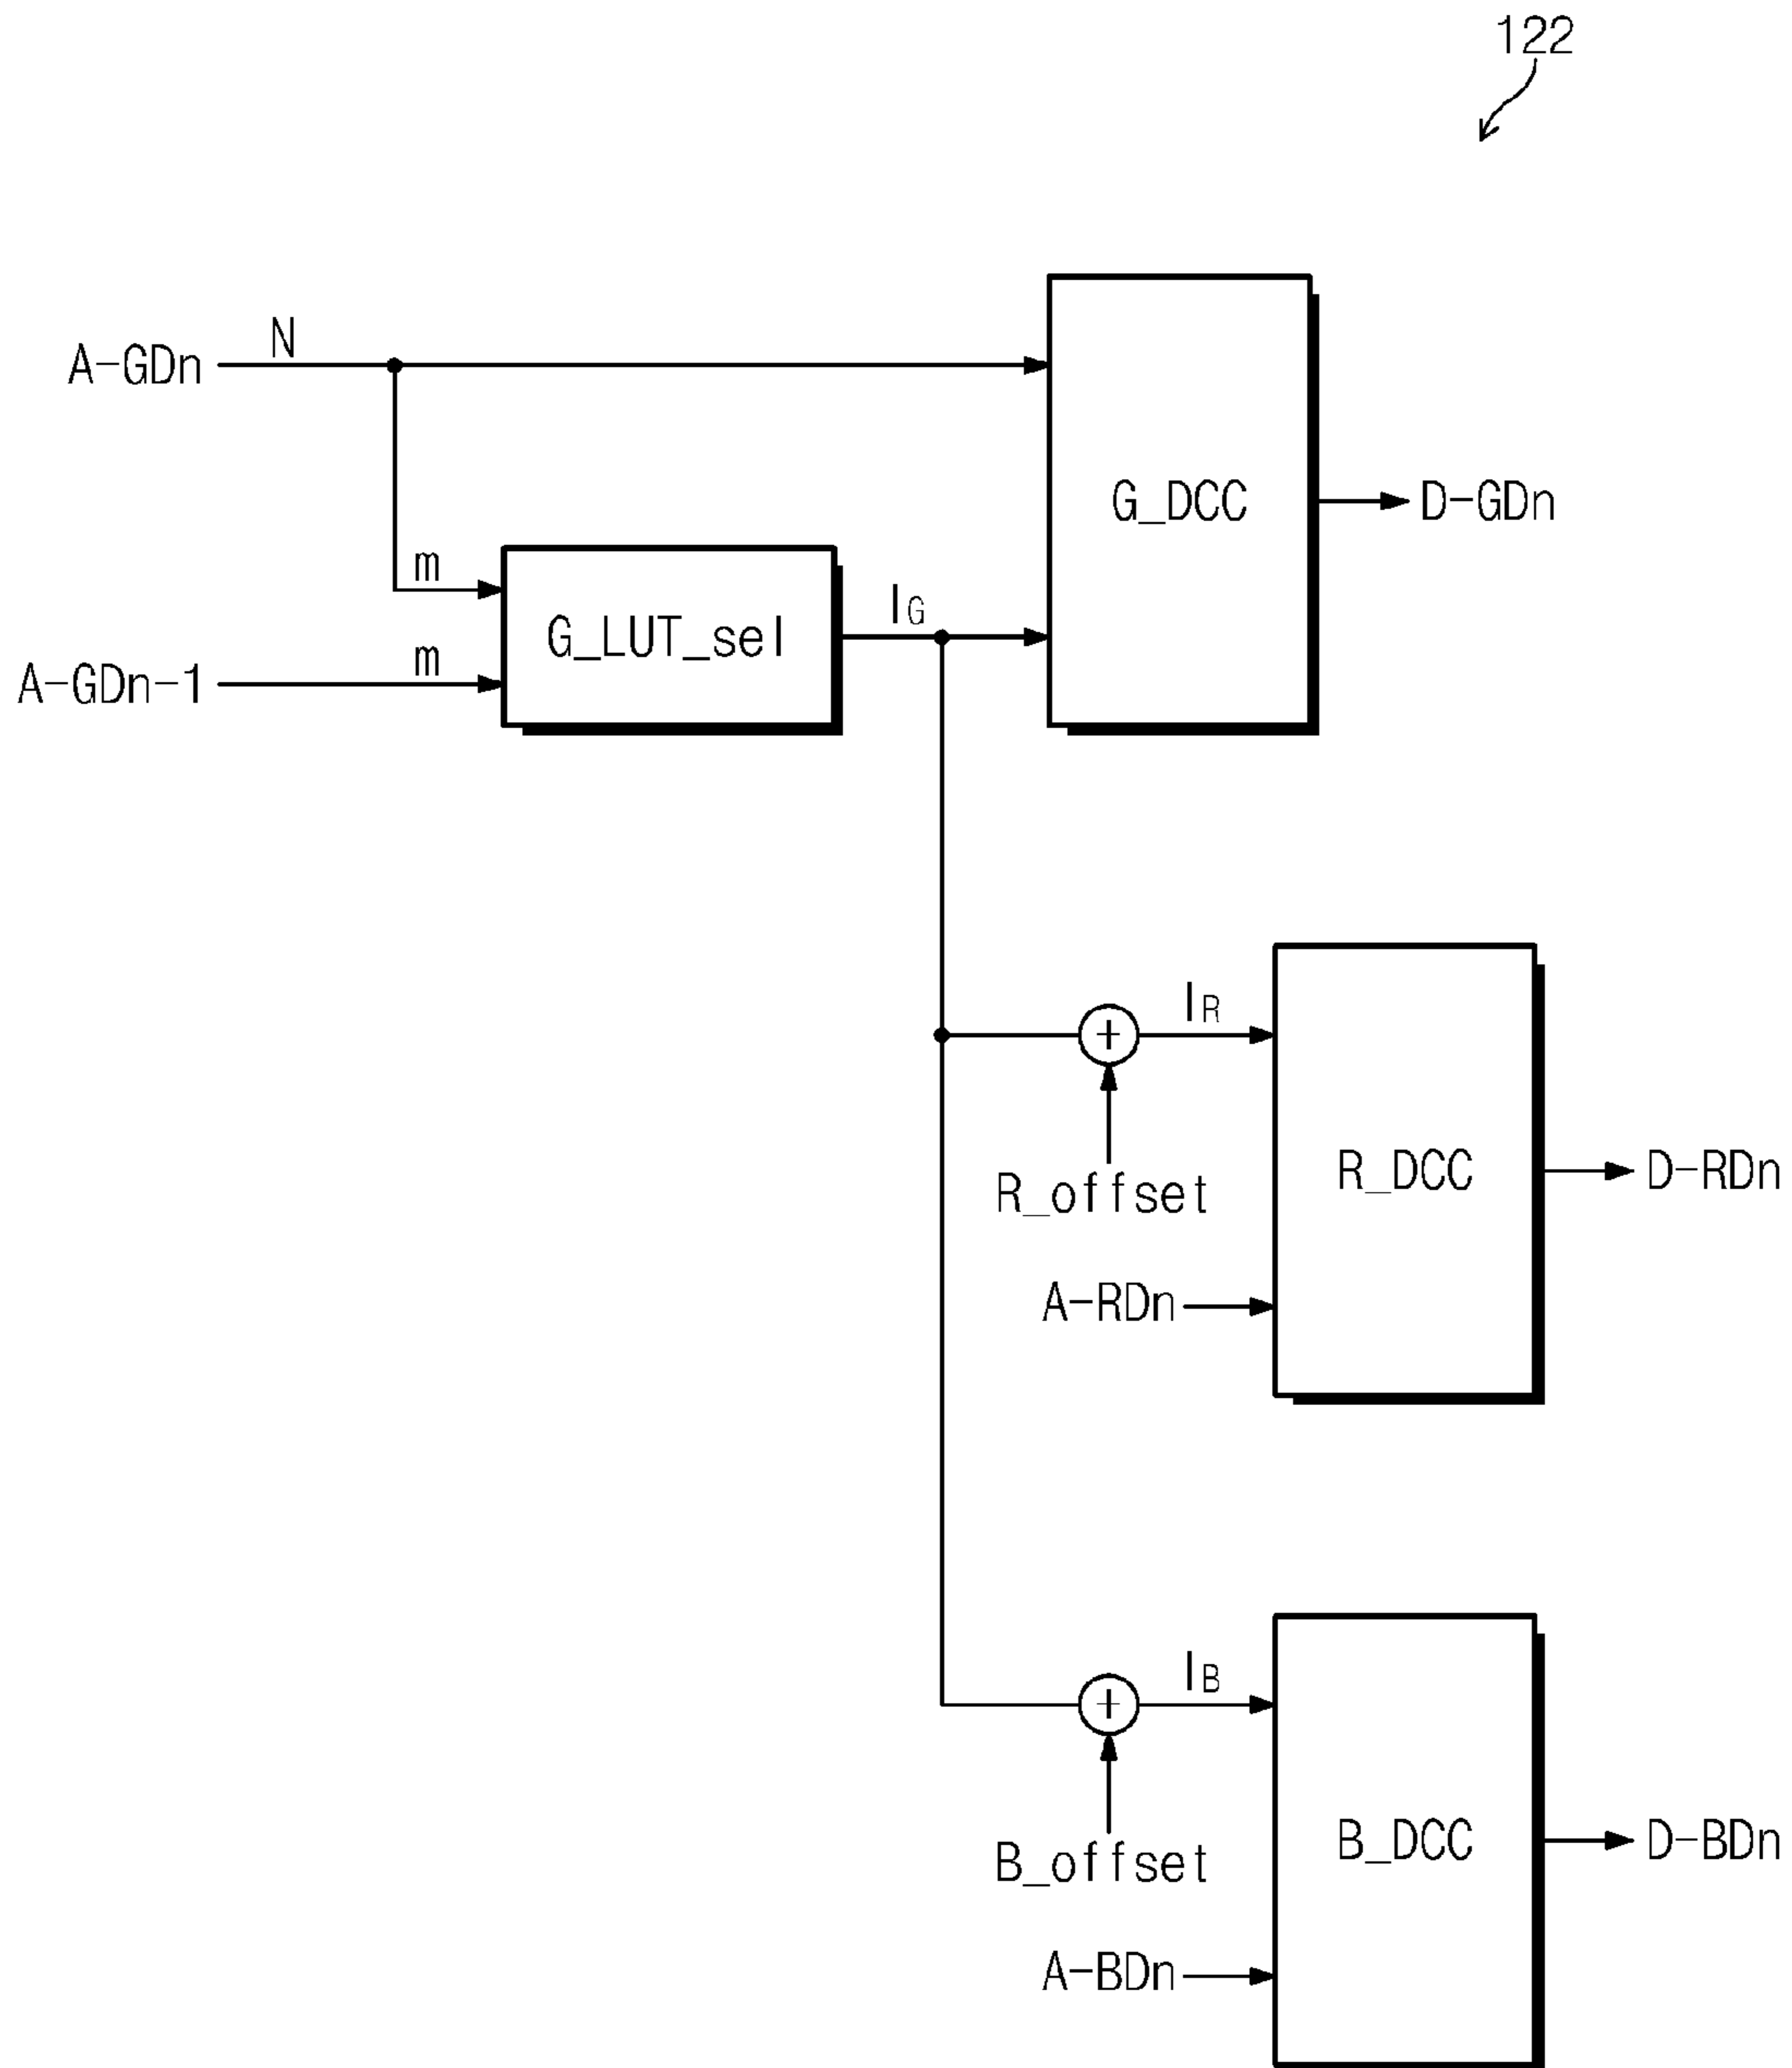 122
A-GDn
N
G_DCC
D-GDn
m
G_LUT_sel
IG
A-GDn-1
m
IR
R_offset
R_DCC
D-RDn
A-RDn
IB
B_offset
B_DCC
D-BDn
A-BDn